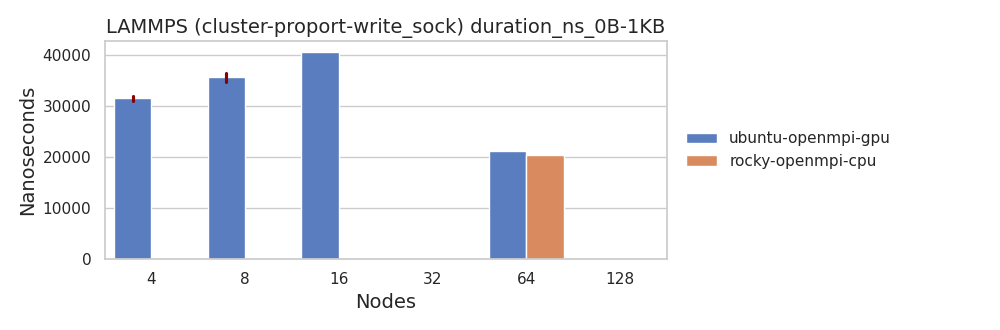 LAMMPS (cluster-proport-write_sock) duration_ns_0B-1KB
Nanoseconds
40000
30000
20000
10000
0
4 8 16 32 64 128
Nodes
ubuntu-openmpi-gpu
rocky-openmpi-cpu